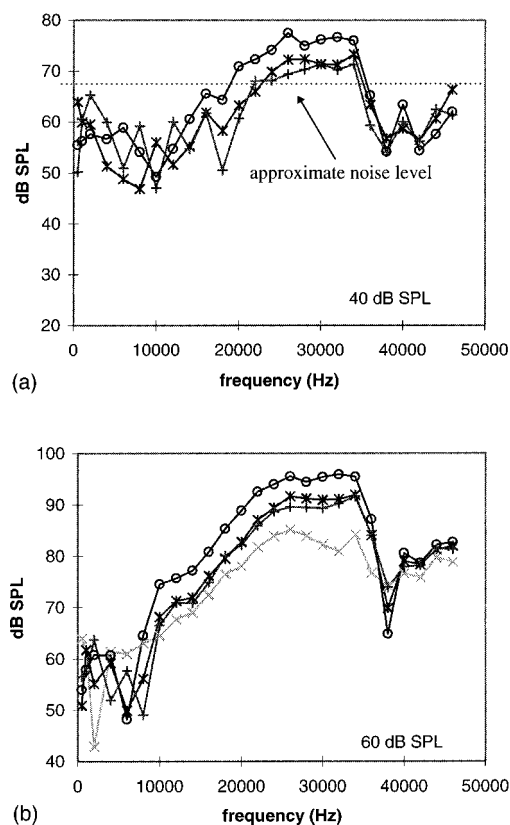 80
70
60
50
40
30
20
dB SPL
approximate noise level
40 dB SPL
0 10000 20000 30000 40000 50000
(a) frequency (Hz)
100
90
80
70
60
50
40
dB SPL
60 dB SPL
0 10000 20000 30000 40000 50000
(b) frequency (Hz)